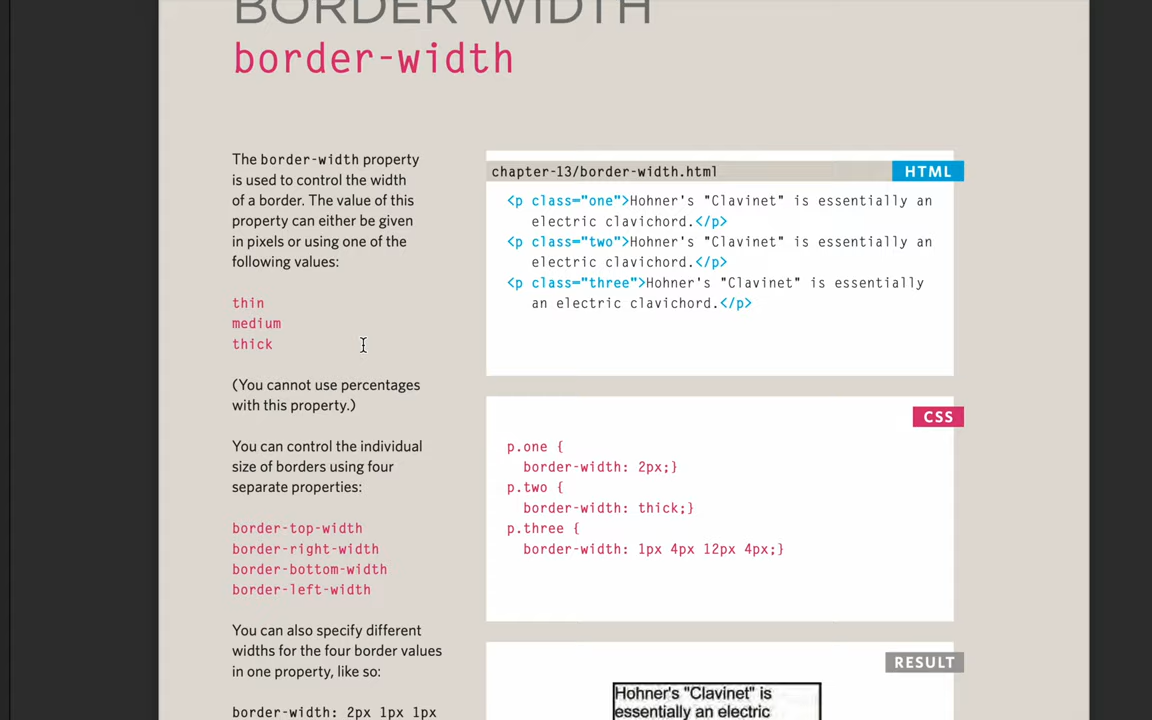 BORDER WIDTH
border-width
The border-width property
is used to control the width
of a border. The value of this
property can either be given
in pixels or using one of the
following values:
thin
medium
thick
(You cannot use percentages
with this property.)
You can control the individual
size of borders using four
separate properties:
border-top-width
border-right-width
border-bottom-width
border-left-width
You can also specify different
widths for the four border values
in one property, like so:
border-width: 2px 1px 1px
chapter-13/border-width.html
HTML
<p class="one">Hohner's "Clavinet" is essentially an
electric clavichord.</p>
<p class="two">Hohner's "Clavinet" is essentially an
electric clavichord.</p>
<p class="three">Hohner's "Clavinet" is essentially
an electric clavichord.</p>
CSS
p.one {
border-width: 2px;}
p.two {
border-width: thick;}
p.three {
border-width: 1px 4px 12px 4px;}
RESULT
Hohner's "Clavinet" is
essentially an electric